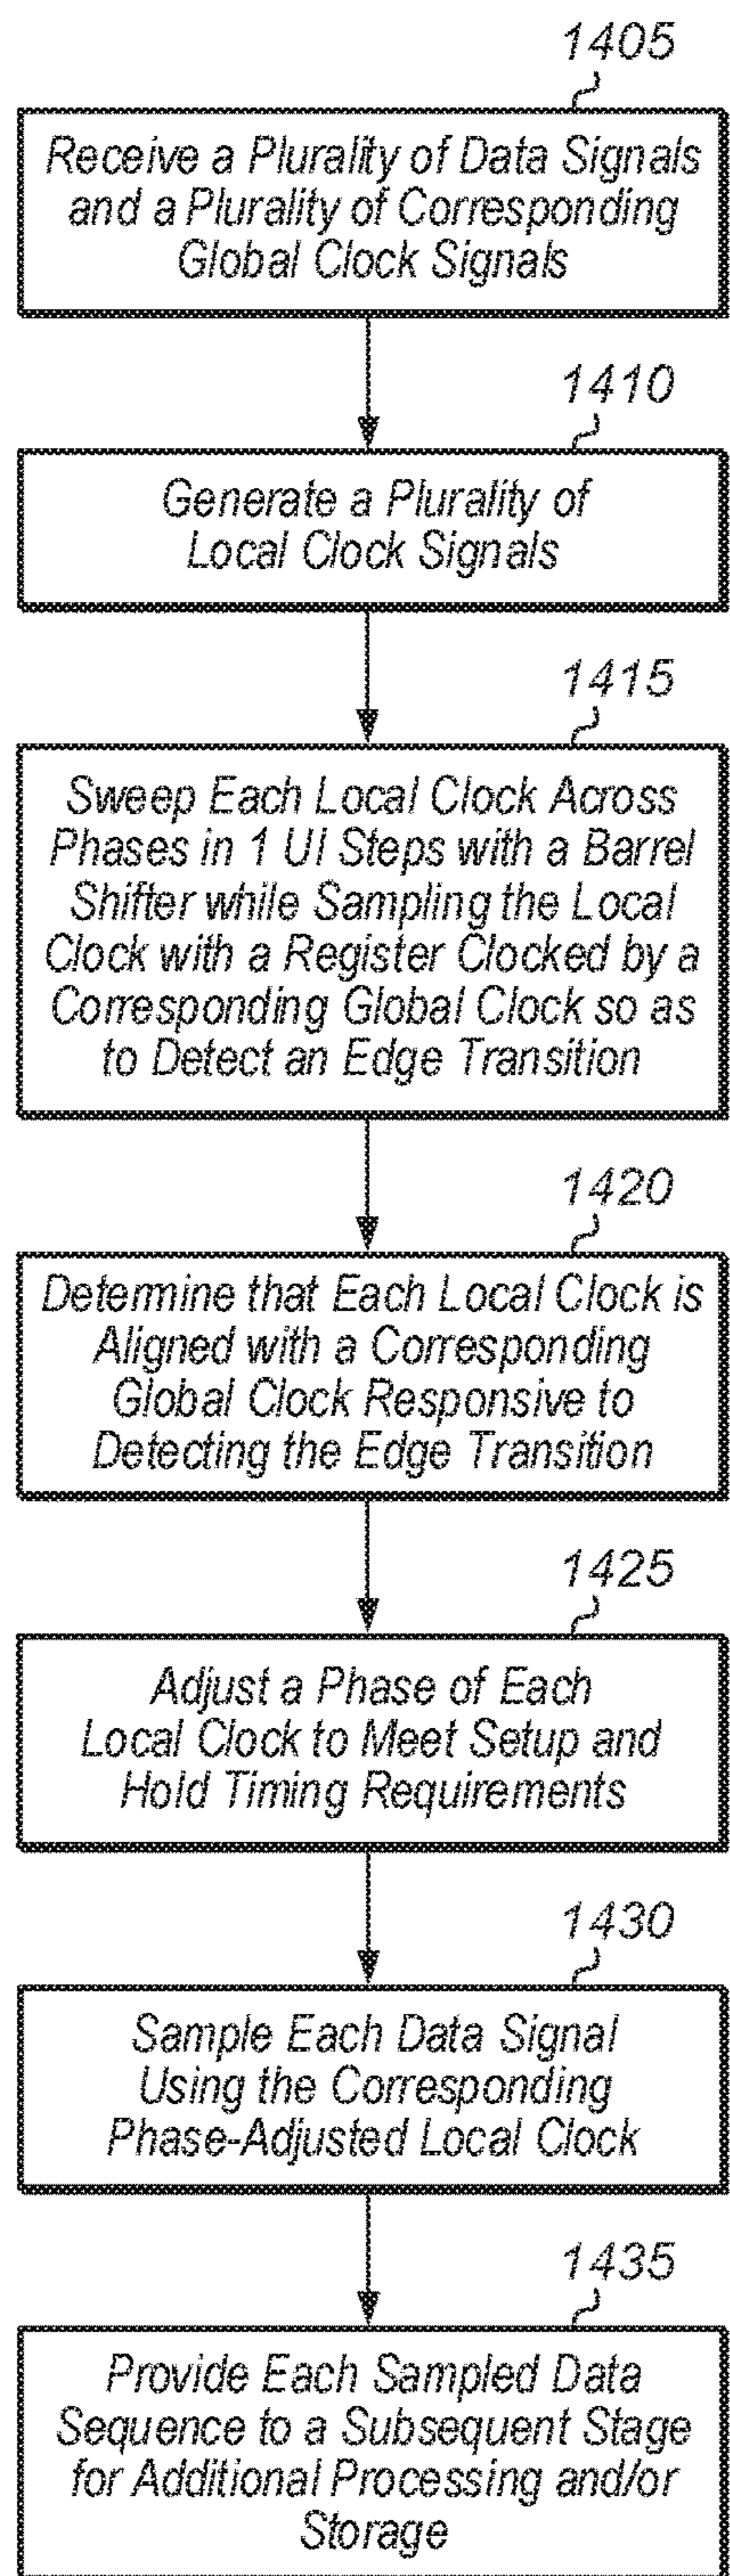 1405
Receive a Plurality of Data Signals
and a Plurality of Corresponding
Global Clock Signals
1410
Generate a Plurality of
Local Clock Signals
1415
Sweep Each Local Clock Across
Phases in 1 UI Steps with a Barrel
Shifter while Sampling the Local
Clock with a Register Clocked by a
Corresponding Global Clock so as
to Detect an Edge Transition
1420
Determine that Each Local Clock is
Aligned with a Corresponding
Global Clock Responsive to
Detecting the Edge Transition
1425
Adjust a Phase of Each
Local Clock to Meet Setup and
Hold Timing Requirements
1430
Sample Each Data Signal
Using the Corresponding
Phase-Adjusted Local Clock
1435
Provide Each Sampled Data
Sequence to a Subsequent Stage
for Additional Processing and/or
Storage